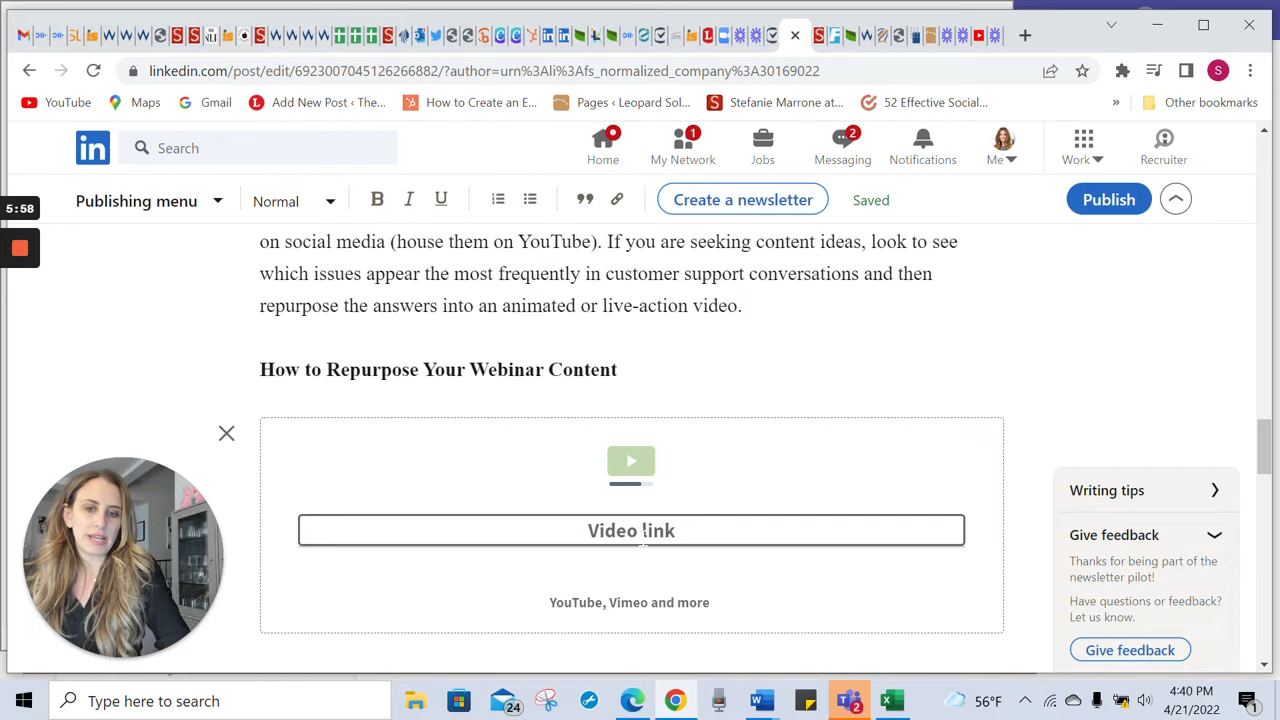 linkedin.com/post/edit/6923007045126266882/?author=urn%3Ali%3Afs_normalized_company%3A30169022
S
YouTube
Maps
Gmail
Add New Post ‹ The...
How to Create an E...
Pages ‹ Leopard Sol...
Stefanie Marrone at...
52 Effective Social...
»
Other bookmarks
in
Search
Home
1
My Network
Jobs
2
Messaging
Notifications
Me
Work
Recruiter
5:58
Publishing menu
Normal
B I U
Create a newsletter
Saved
Publish
on social media (house them on YouTube). If you are seeking content ideas, look to see
which issues appear the most frequently in customer support conversations and then
repurpose the answers into an animated or live-action video.
How to Repurpose Your Webinar Content
Video link
YouTube, Vimeo and more
Writing tips
Give feedback
Thanks for being part of the
newsletter pilot!
Have questions or feedback?
Let us know.
Give feedback
Type here to search
24
2
56°F
4:40 PM
4/21/2022
1